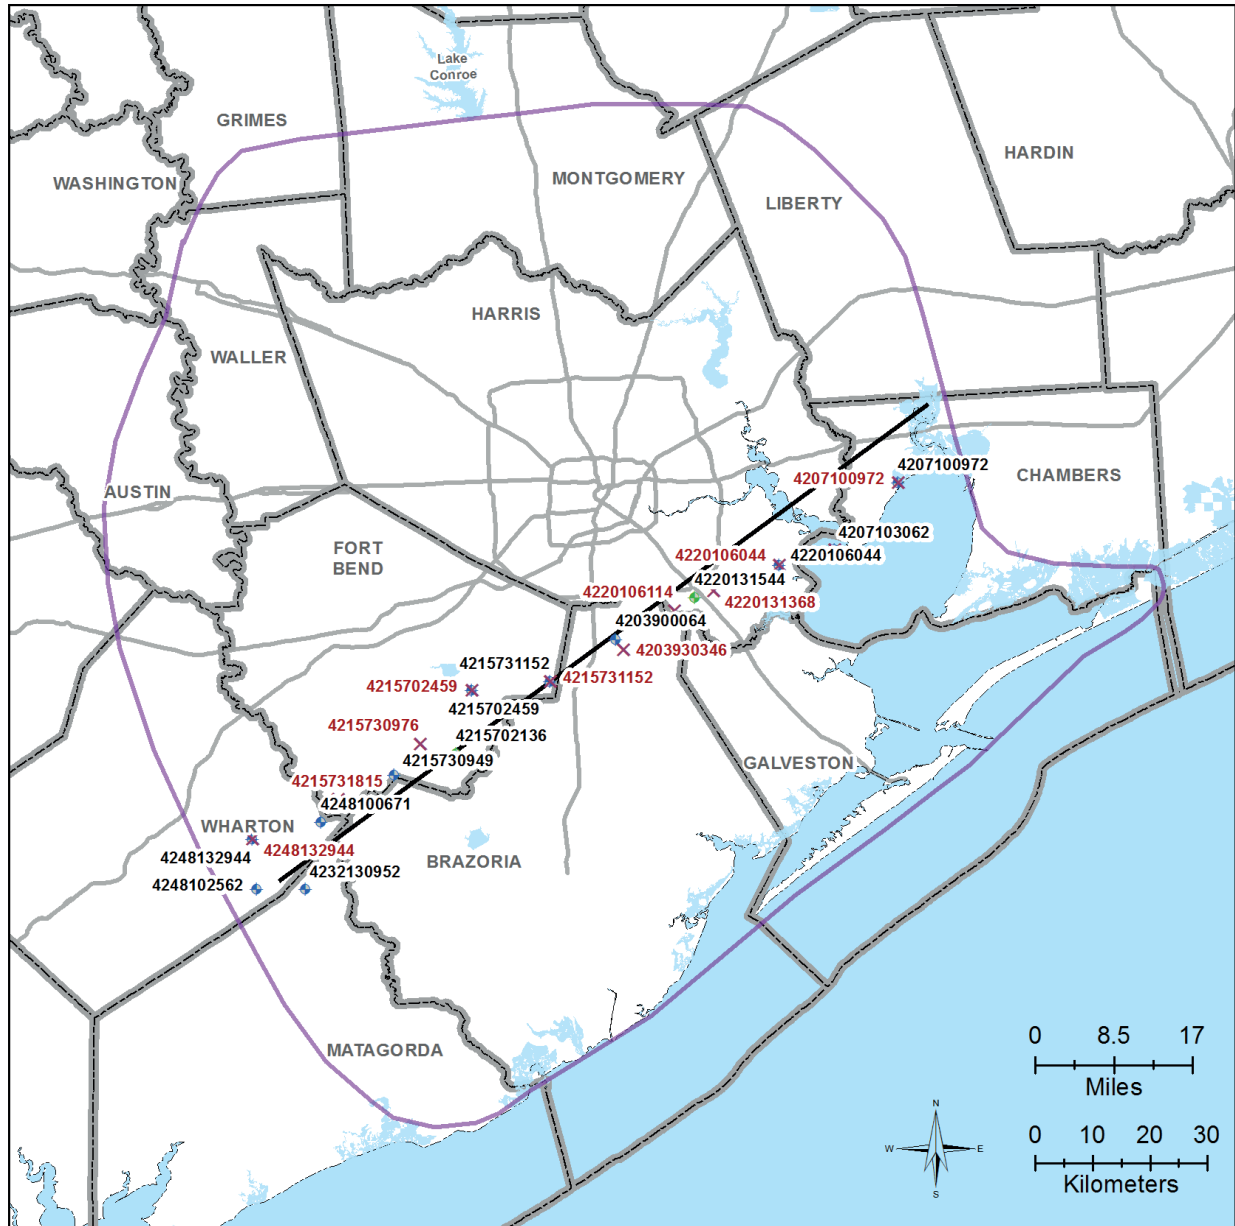 Lake
Conroe
GRIMES
HARDIN
WASHINGTON
MONTGOMERY
LIBERTY
HARRIS
WALLER
4207100972
4207100972
CHAMBERS
AUSTIN
4207103062
FORT
BEND
4220106044
4220106044
4220131544
4220106114
4220131368
4203900064
4203930346
4215731152
4215731152
4215702459
4215702459
4215730976
4215702136
4215730949
GALVESTON
4215731815
4248100671
WHARTON
4248132944
4248132944
BRAZORIA
4232130952
4248102562
MATAGORDA
0 8.5 17
Miles
N
W E
S
0 10 20 30
Kilometers